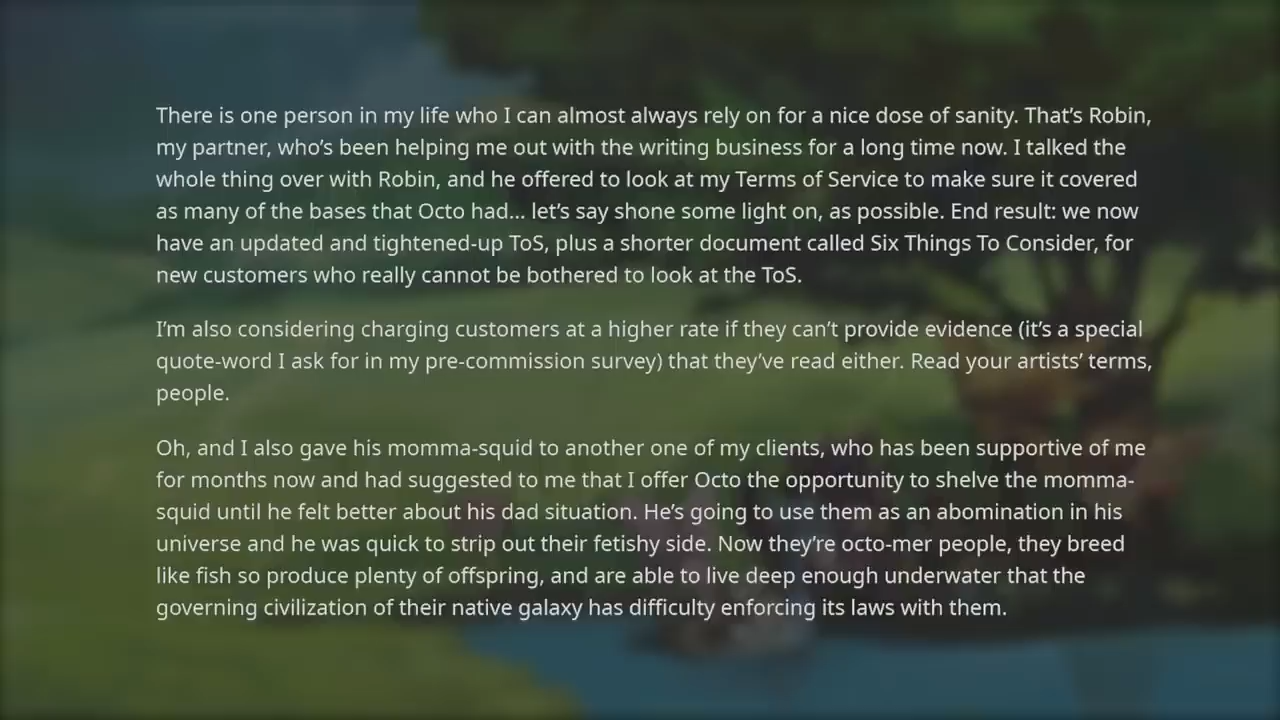 There is one person in my life who I can almost always rely on for a nice dose of sanity. That’s Robin,
my partner, who’s been helping me out with the writing business for a long time now. I talked the
whole thing over with Robin, and he offered to look at my Terms of Service to make sure it covered
as many of the bases that Octo had... let’s say shone some light on, as possible. End result: we now
have an updated and tightened-up ToS, plus a shorter document called Six Things To Consider, for
new customers who really cannot be bothered to look at the ToS.
I’m also considering charging customers at a higher rate if they can’t provide evidence (it’s a special
quote-word I ask for in my pre-commission survey) that they’ve read either. Read your artists’ terms,
people.
Oh, and I also gave his momma-squid to another one of my clients, who has been supportive of me
for months now and had suggested to me that I offer Octo the opportunity to shelve the momma-
squid until he felt better about his dad situation. He’s going to use them as an abomination in his
universe and he was quick to strip out their fetishy side. Now they’re octo-mer people, they breed
like fish so produce plenty of offspring, and are able to live deep enough underwater that the
governing civilization of their native galaxy has difficulty enforcing its laws with them.